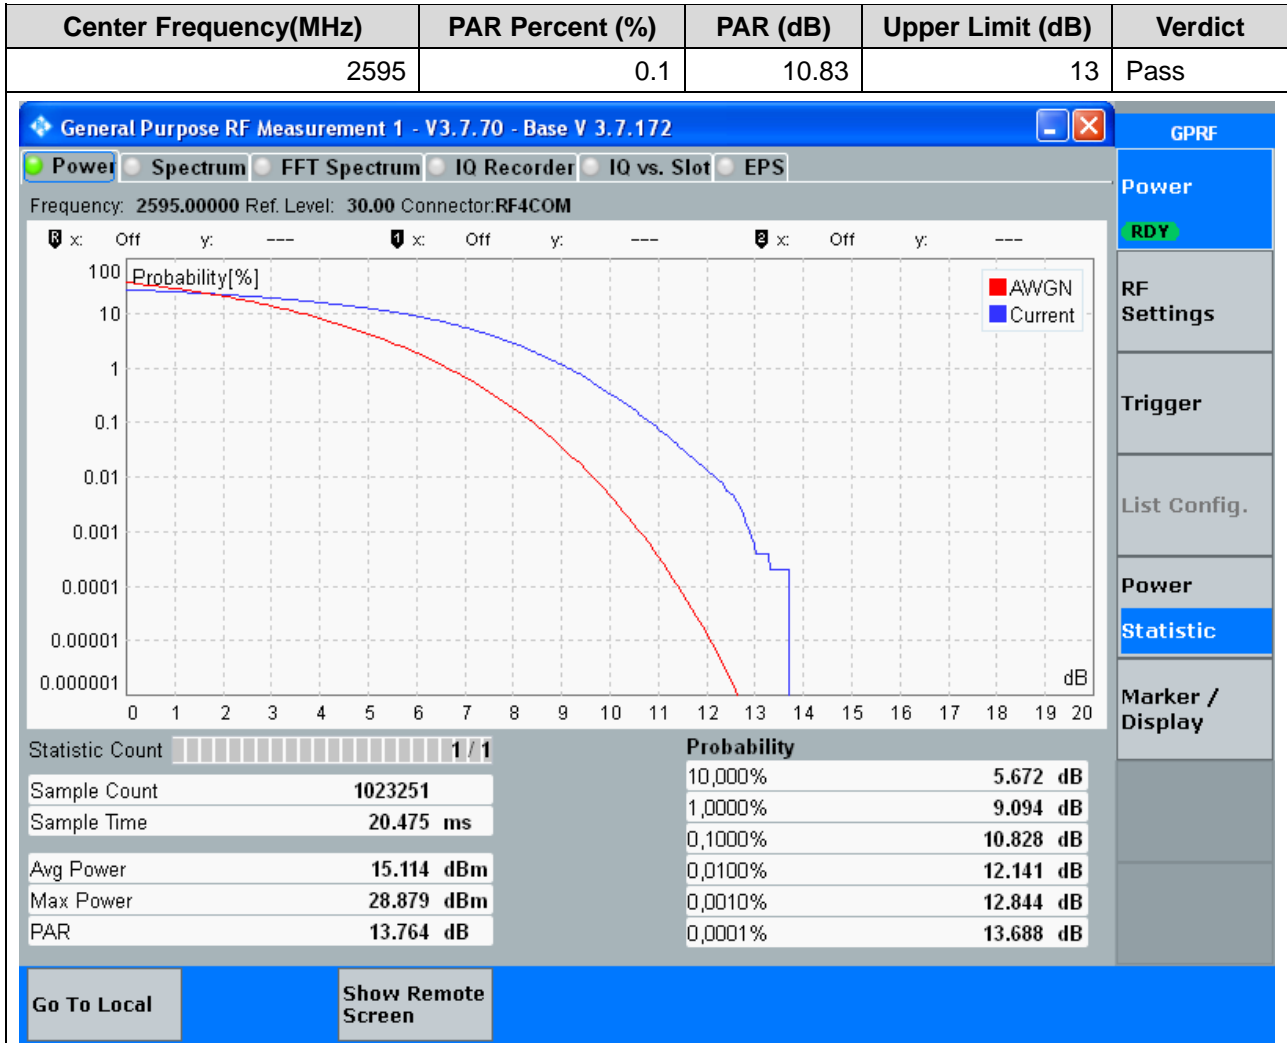 Center Frequency(MHz) PAR Percent (%) PAR (dB) Upper Limit (dB) Verdict
2595 0.1 10.83 13 Pass
General Purpose RF Measurement 1 - V3.7.70 - Base V 3.7.172
GPRF
Power Spectrum FFT Spectrum IQ Recorder IQ vs. Slot EPS
Frequency: 2595.00000 Ref. Level: 30.00 Connector:RF4COM
R x: Off y: --- 1 x: Off y: --- 2 x: Off y: ---
Probability[%]
AWGN
Current
100
10
1
0.1
0.01
0.001
0.0001
0.00001
0.000001
dB
0 1 2 3 4 5 6 7 8 9 10 11 12 13 14 15 16 17 18 19 20
Statistic Count 1 / 1
Sample Count 1023251
Sample Time 20.475 ms
Avg Power 15.114 dBm
Max Power 28.879 dBm
PAR 13.764 dB
Probability
10,000% 5.672 dB
1,0000% 9.094 dB
0,1000% 10.828 dB
0,0100% 12.141 dB
0,0010% 12.844 dB
0,0001% 13.688 dB
Power
RDY
RF
Settings
Trigger
List Config.
Power
Statistic
Marker /
Display
Go To Local
Show Remote
Screen